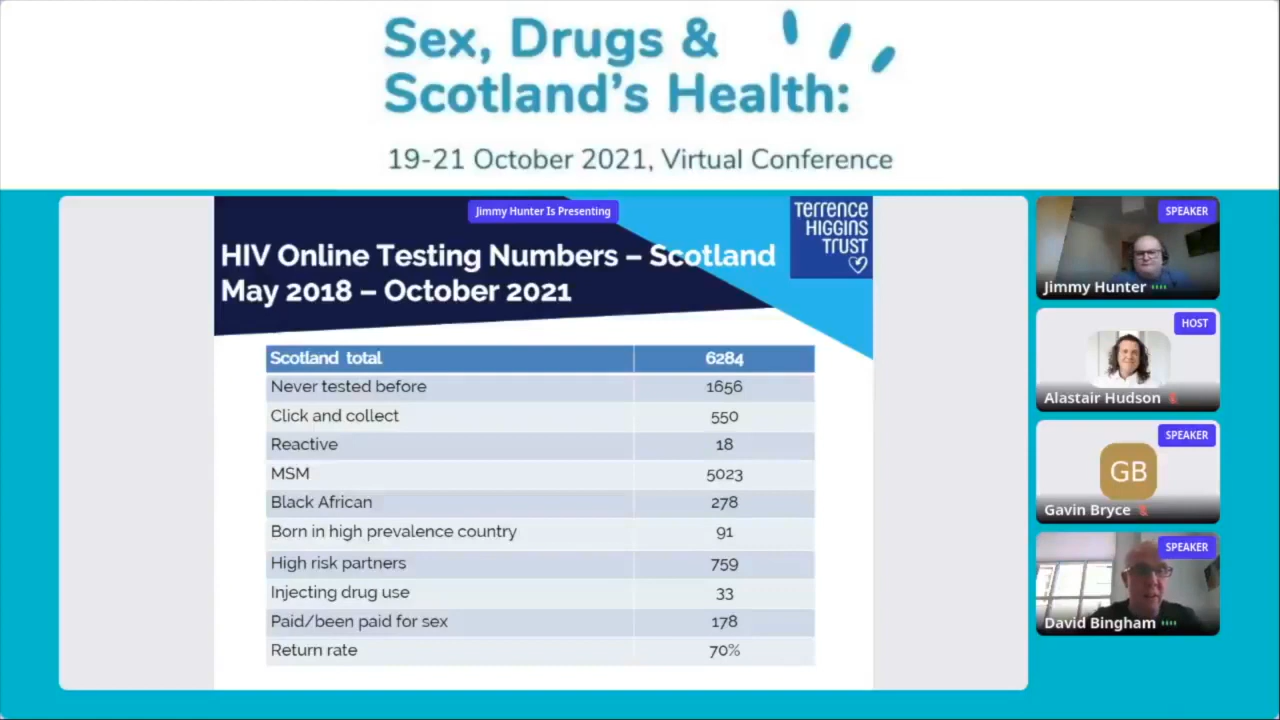 Sex, Drugs &
Scotland's Health:
19-21 October 2021, Virtual Conference
Jimmy Hunter Is Presenting
HIV Online Testing Numbers – Scotland
May 2018 – October 2021
Terrence
HIGGINS
TRUST
Scotland total 6284
Never tested before 1656
Click and collect 550
Reactive 18
MSM 5023
Black African 278
Born in high prevalence country 91
High risk partners 759
Injecting drug use 33
Paid/been paid for sex 178
Return rate 70%
SPEAKER
Jimmy Hunter
HOST
Alastair Hudson
SPEAKER
GB
Gavin Bryce
SPEAKER
David Bingham